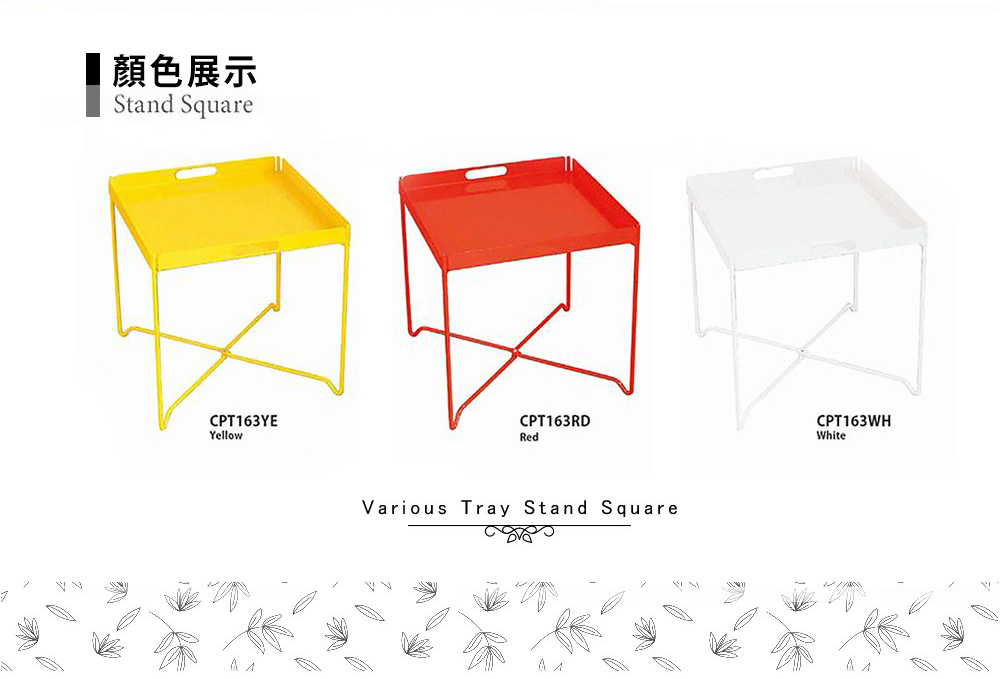 顏色展示
Stand Square
CPT163YE
Yellow
CPT163RD
Red
CPT163WH
White
Various Tray Stand Square